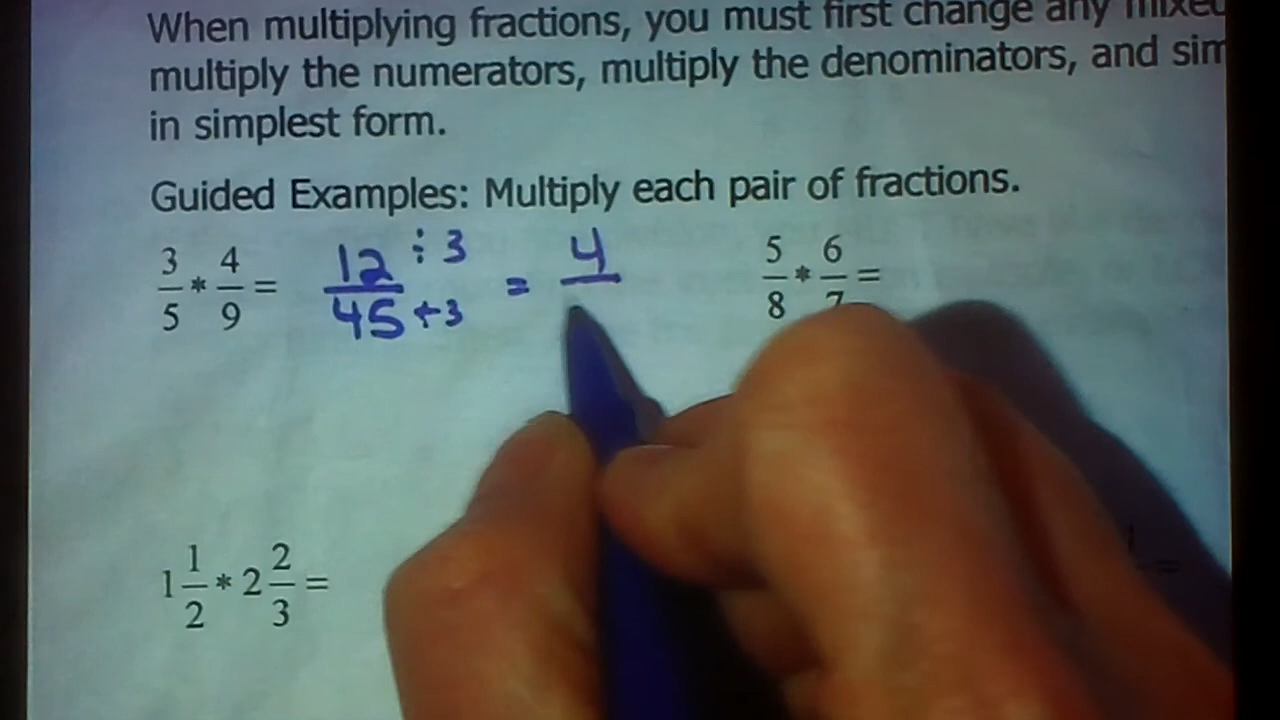 When multiplying fractions, you must first change any mixed
multiply the numerators, multiply the denominators, and sim
in simplest form.
Guided Examples: Multiply each pair of fractions.
3/5 * 4/9 = 12/45 ÷3 ÷3 = 4/
5/8 * 6/7 =
1 1/2 * 2 2/3 =